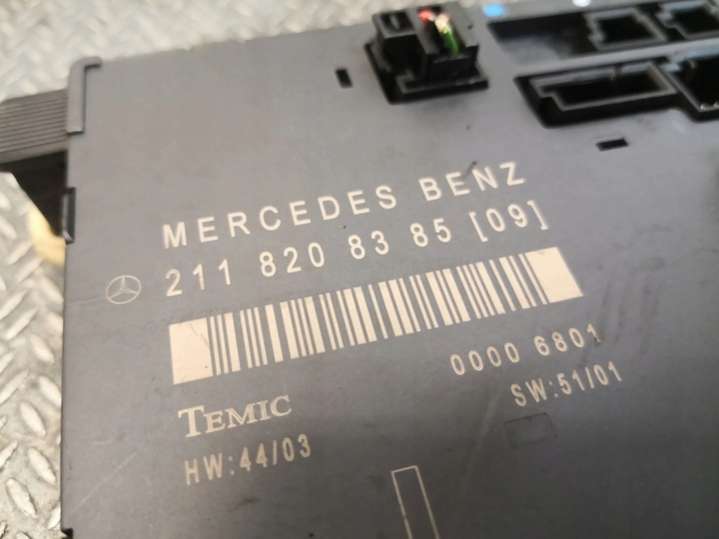 MERCEDES BENZ
211 820 83 85 [09]
0000 6801
TEMIC
SW:51/01
HW:44/03